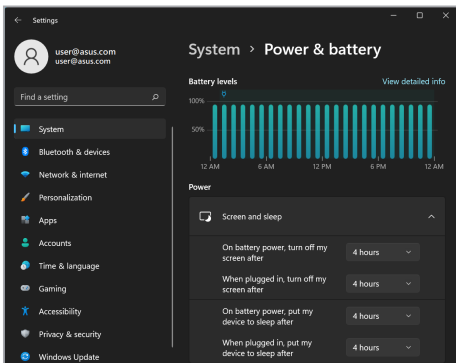 Settings
user@asus.com
user@asus.com
Find a setting
System
Bluetooth & devices
Network & internet
Personalization
Apps
Accounts
Time & language
Gaming
Accessibility
Privacy & security
Windows Update
System > Power & battery
Battery levels View detailed info
100%
50%
12 AM 6 AM 12 PM 6 PM 12 AM
Power
Screen and sleep
On battery power, turn off my
screen after
4 hours
When plugged in, turn off my
screen after
4 hours
On battery power, put my
device to sleep after
4 hours
When plugged in, put my
device to sleep after
4 hours